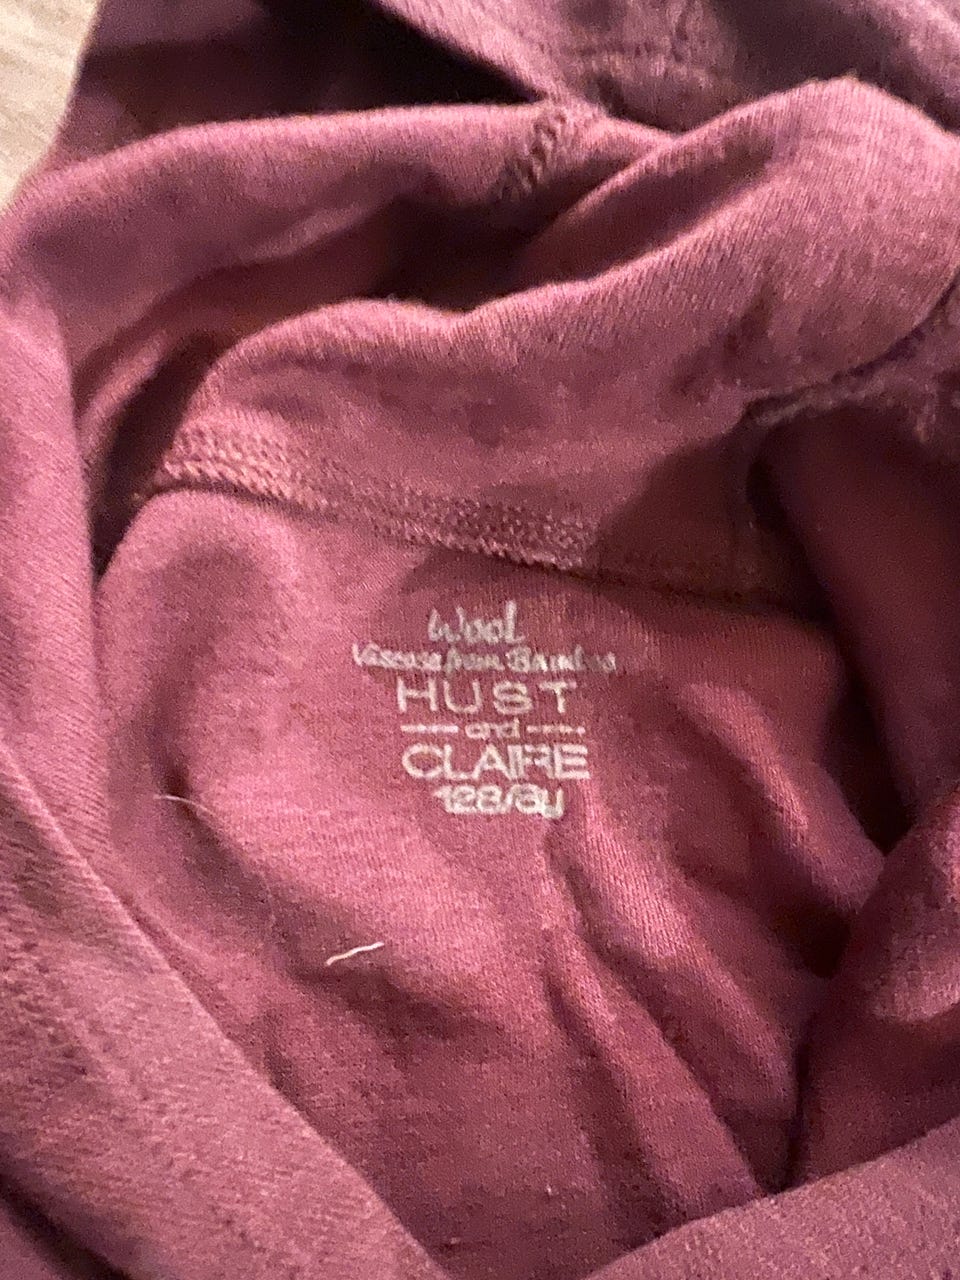 Wool
Viscose from Bamboo
HUST
and
CLAIRE
128/8y